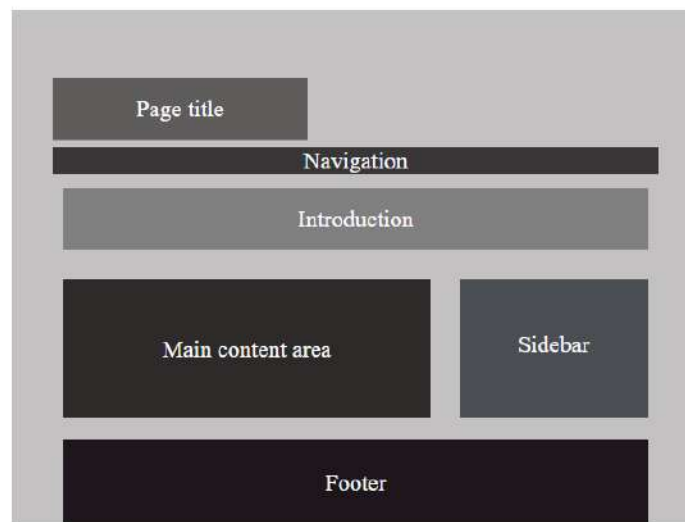 Page title
Navigation
Introduction
Main content area
Sidebar
Footer